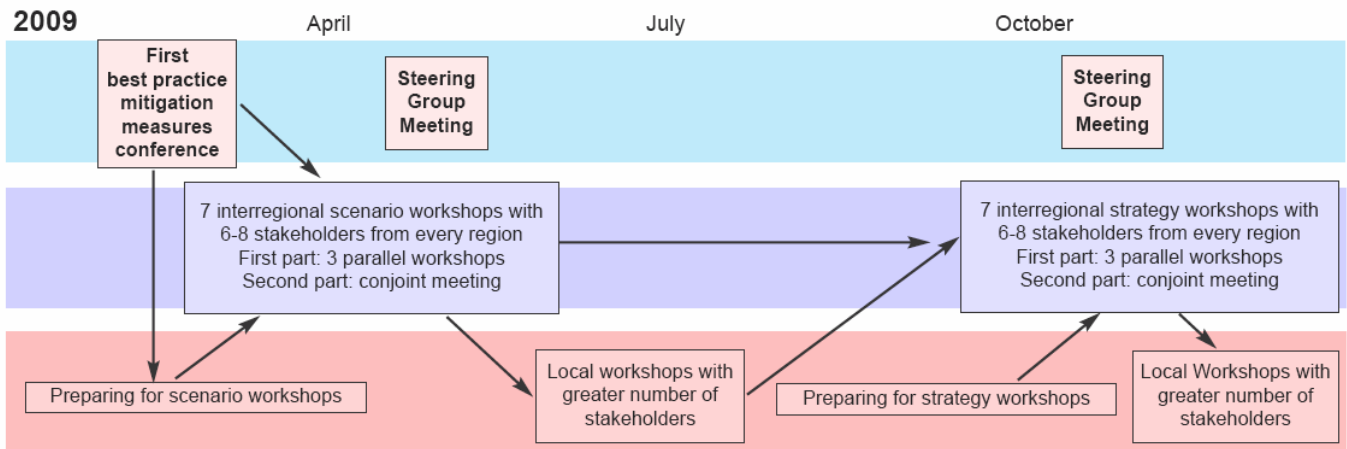 2009
April
July
October
First
best practice
mitigation
measures
conference
Steering
Group
Meeting
Steering
Group
Meeting
7 interregional scenario workshops with
6-8 stakeholders from every region
First part: 3 parallel workshops
Second part: conjoint meeting
7 interregional strategy workshops with
6-8 stakeholders from every region
First part: 3 parallel workshops
Second part: conjoint meeting
Preparing for scenario workshops
Local workshops with
greater number of
stakeholders
Preparing for strategy workshops
Local Workshops with
greater number of
stakeholders